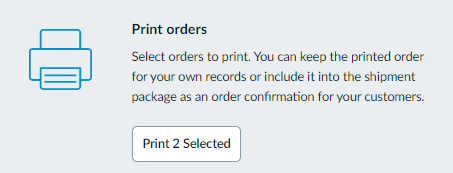 Print orders
Select orders to print. You can keep the printed order
for your own records or include it into the shipment
package as an order confirmation for your customers.
Print 2 Selected